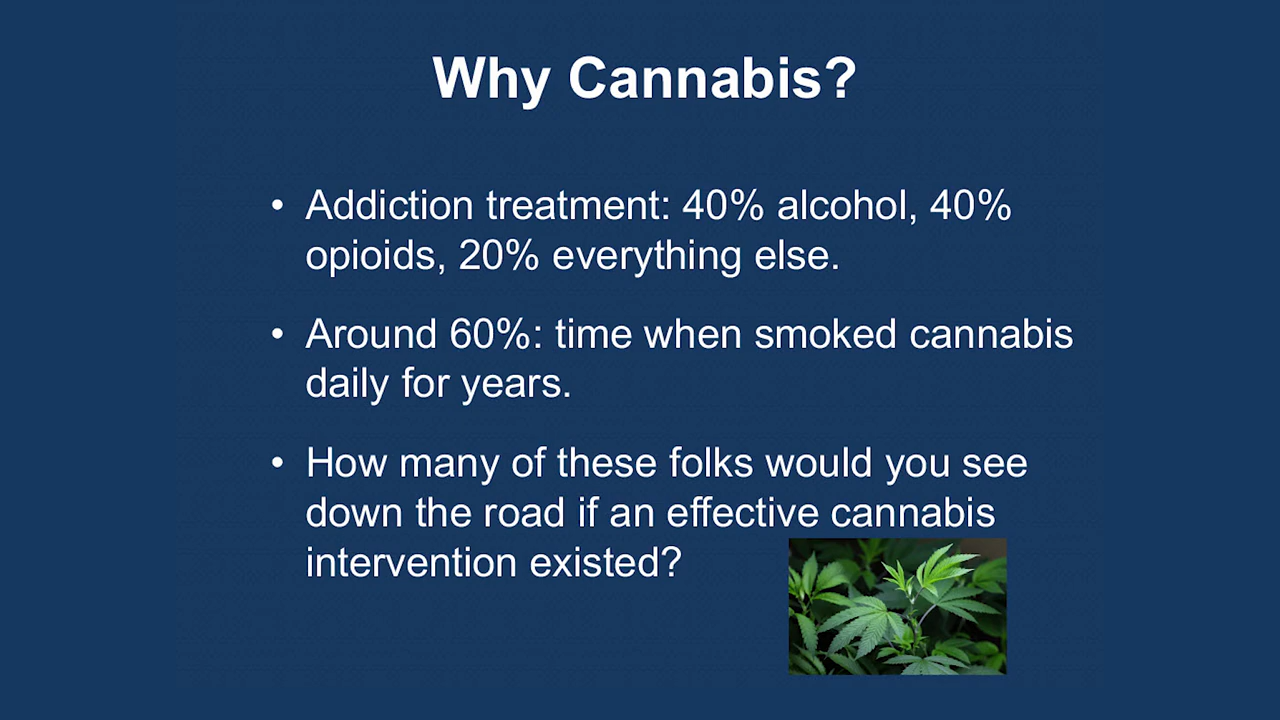 Why Cannabis?
• Addiction treatment: 40% alcohol, 40%
opioids, 20% everything else.
• Around 60%: time when smoked cannabis
daily for years.
• How many of these folks would you see
down the road if an effective cannabis
intervention existed?